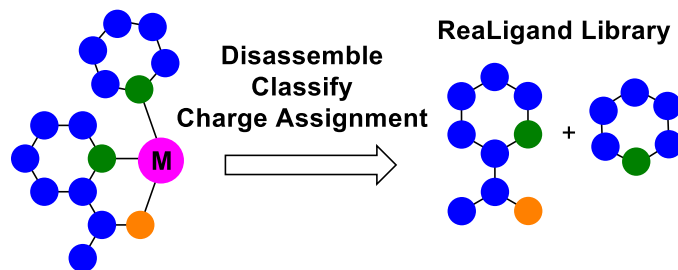 ReaLigand Library
Disassemble
Classify
Charge Assignment
M
+